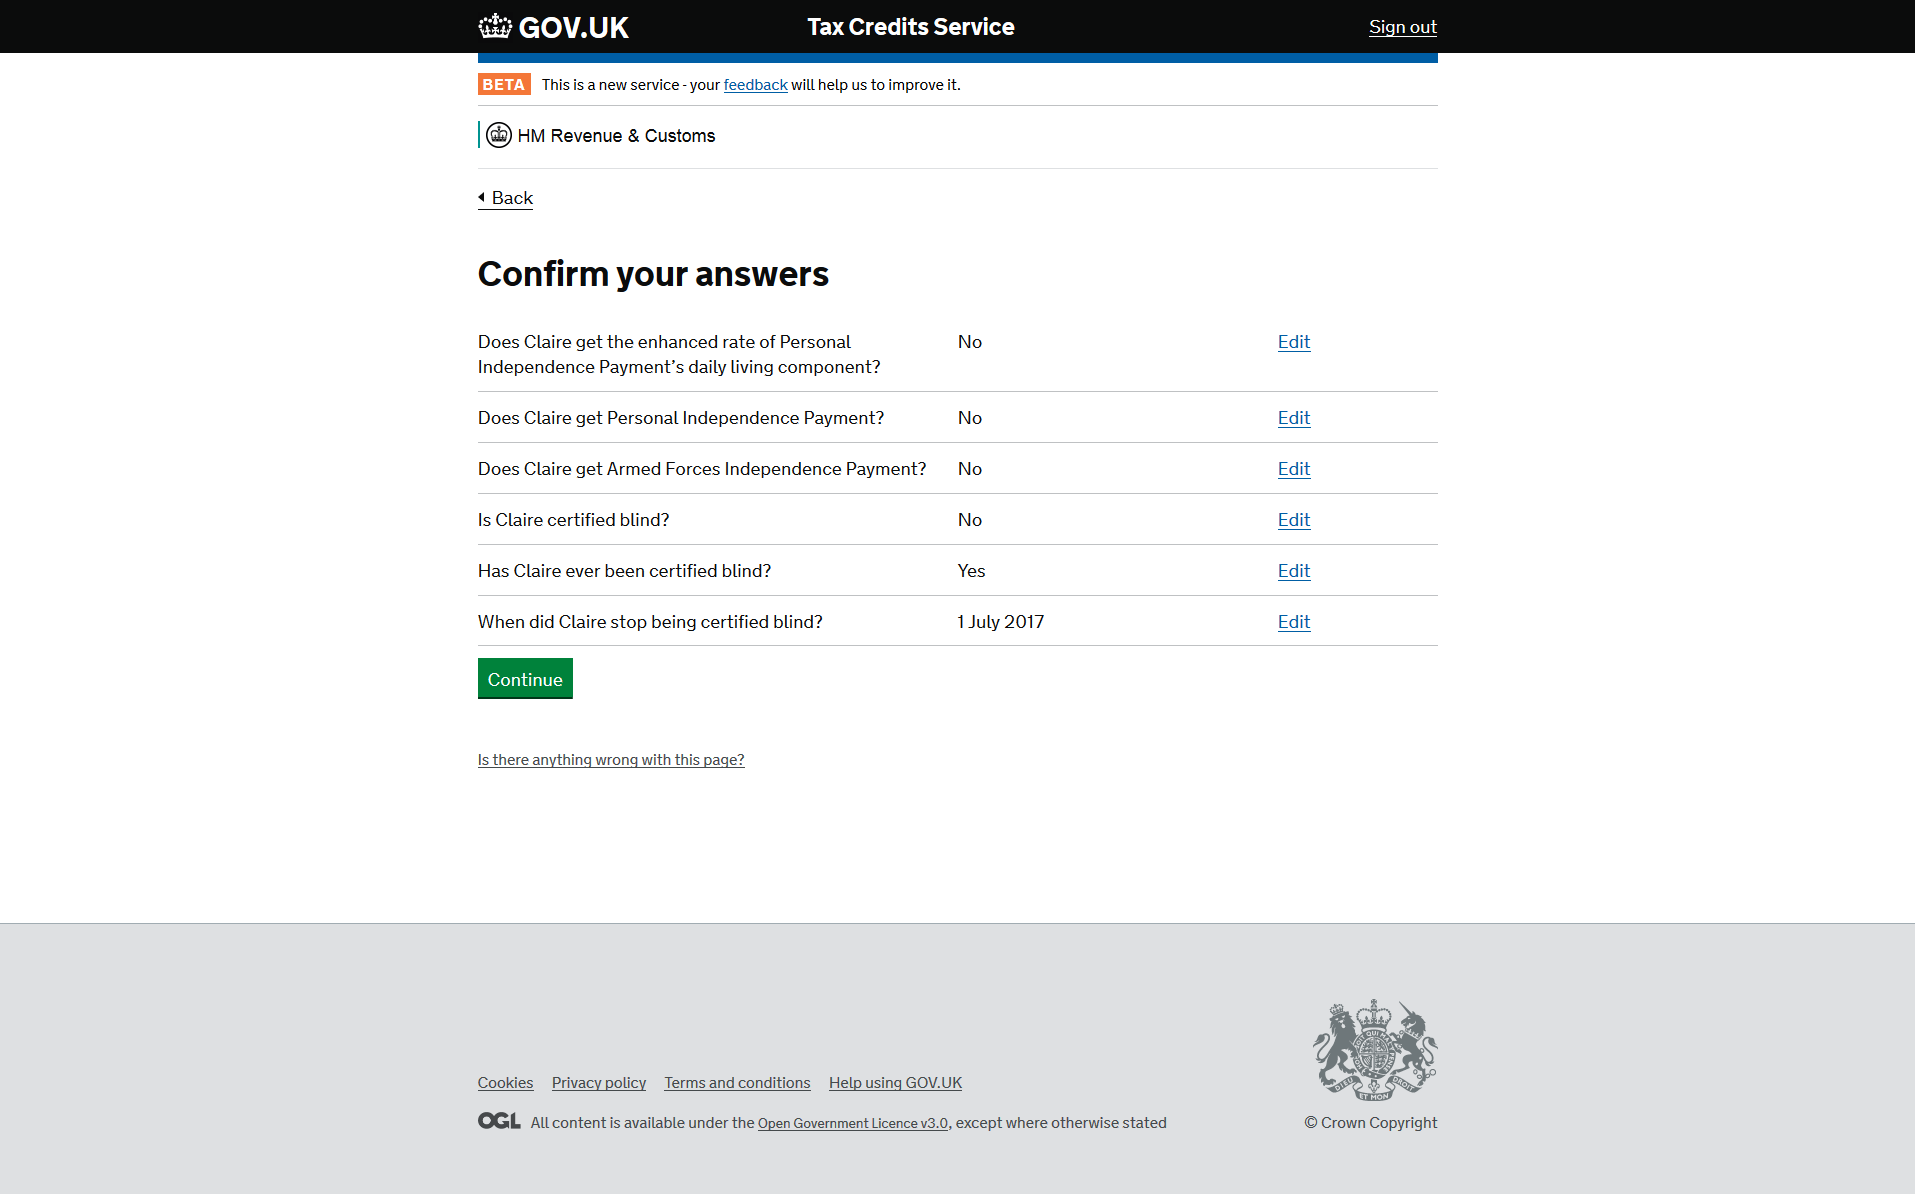 GOV.UK
Tax Credits Service
Sign out
BETA This is a new service - your feedback will help us to improve it.
HM Revenue & Customs
Back
Confirm your answers
Does Claire get the enhanced rate of Personal
Independence Payment’s daily living component?
No
Edit
Does Claire get Personal Independence Payment?
No
Edit
Does Claire get Armed Forces Independence Payment?
No
Edit
Is Claire certified blind?
No
Edit
Has Claire ever been certified blind?
Yes
Edit
When did Claire stop being certified blind?
1 July 2017
Edit
Continue
Is there anything wrong with this page?
Cookies
Privacy policy
Terms and conditions
Help using GOV.UK
DIEU ET MON DROIT
OGL All content is available under the Open Government Licence v3.0, except where otherwise stated
© Crown Copyright